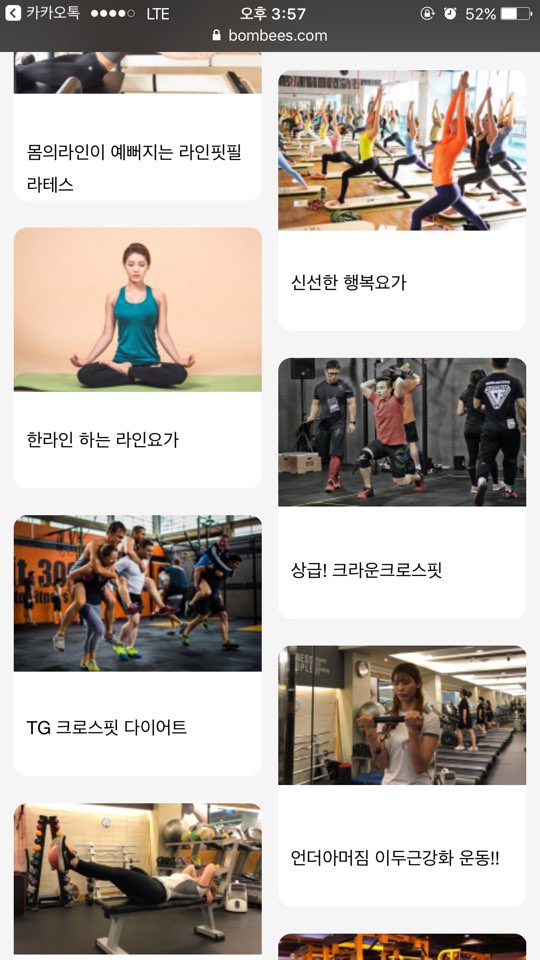 카카오톡 LTE 오후 3:57 52%
bombees.com
몸의라인이 예뻐지는 라인핏필
라테스
신선한 행복요가
한라인 하는 라인요가
상급! 크라운크로스핏
TG 크로스핏 다이어트
언더아머짐 이두근강화 운동!!